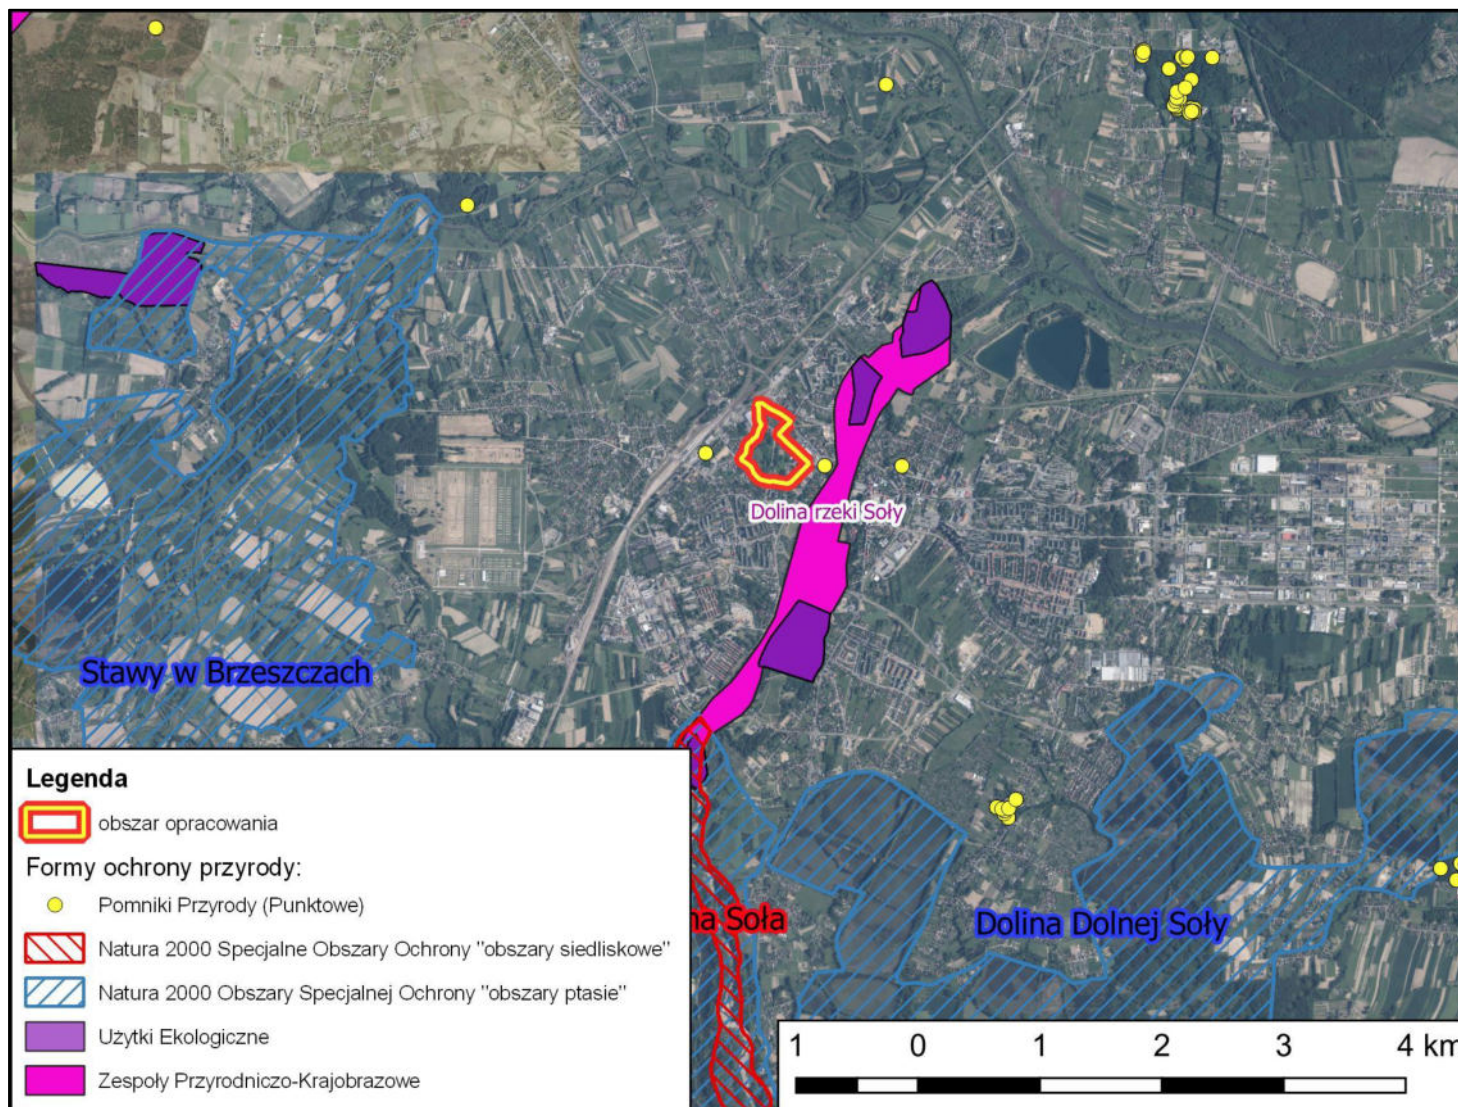 Dolina rzeki Soły
Stawy w Brzeszczach
na Soła
Dolina Dolnej Soły
Legenda
obszar opracowania
Formy ochrony przyrody:
Pomniki Przyrody (Punktowe)
Natura 2000 Specjalne Obszary Ochrony "obszary siedliskowe"
Natura 2000 Obszary Specjalnej Ochrony "obszary ptasie"
Użytki Ekologiczne
Zespoły Przyrodniczo-Krajobrazowe
1 0 1 2 3 4 km